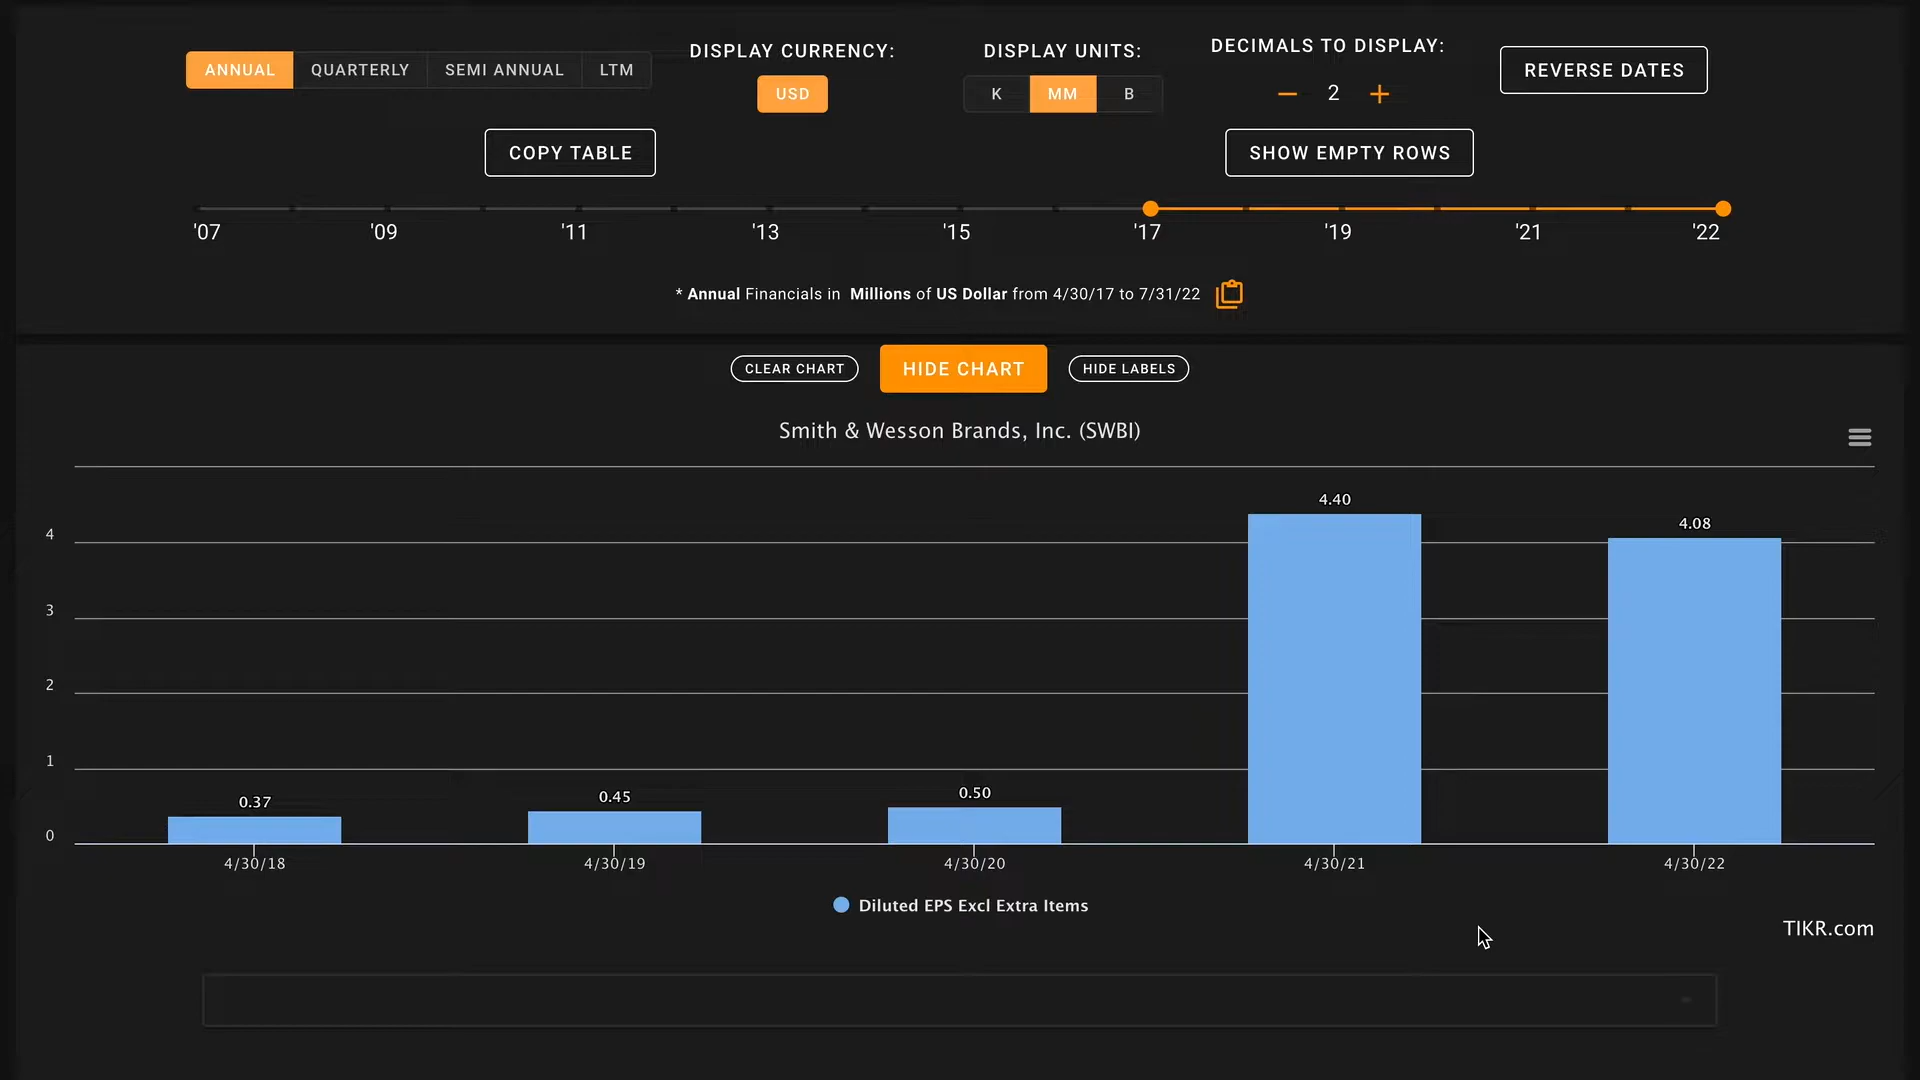 ANNUAL QUARTERLY SEMI ANNUAL LTM
DISPLAY CURRENCY:
USD
DISPLAY UNITS:
K MM B
DECIMALS TO DISPLAY:
2
REVERSE DATES
COPY TABLE
SHOW EMPTY ROWS
'07 '09 '11 '13 '15 '17 '19 '21 '22
* Annual Financials in Millions of US Dollar from 4/30/17 to 7/31/22
CLEAR CHART
HIDE CHART
HIDE LABELS
Smith & Wesson Brands, Inc. (SWBI)
4
3
2
1
0
0.37
0.45
0.50
4.40
4.08
4/30/18 4/30/19 4/30/20 4/30/21 4/30/22
Diluted EPS Excl Extra Items
TIKR.com